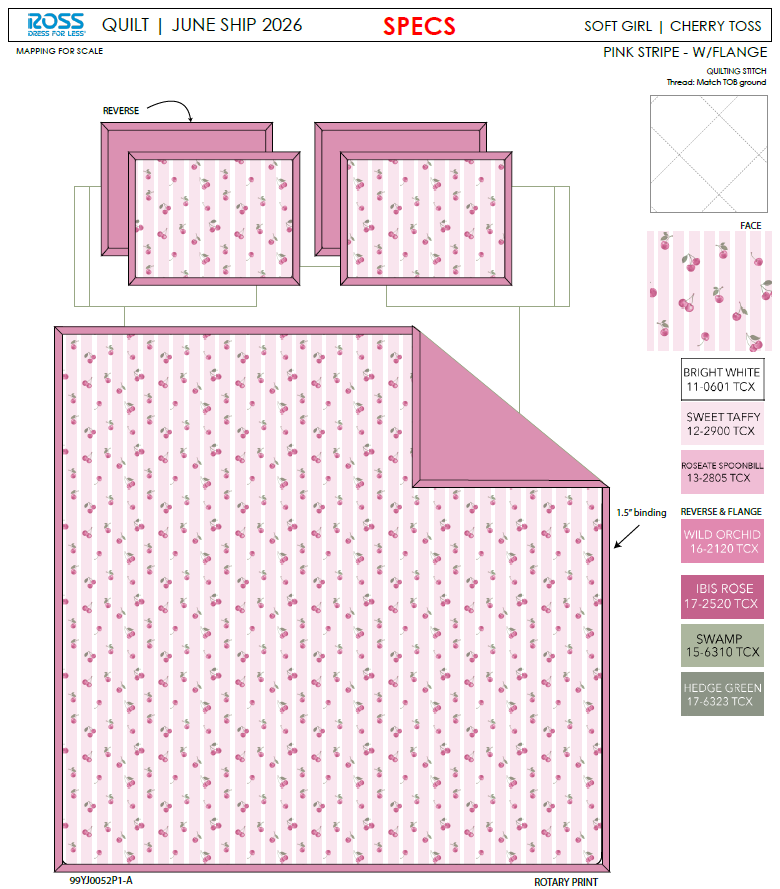 ROSS
DRESS FOR LESS®
QUILT | JUNE SHIP 2026
SPECS
SOFT GIRL | CHERRY TOSS
MAPPING FOR SCALE
PINK STRIPE - W/FLANGE
QUILTING STITCH
Thread: Match TOB ground
REVERSE
FACE
BRIGHT WHITE
11-0601 TCX
SWEET TAFFY
12-2900 TCX
ROSEATE SPOONBILL
13-2805 TCX
1.5" binding
REVERSE & FLANGE
WILD ORCHID
16-2120 TCX
IBIS ROSE
17-2520 TCX
SWAMP
15-6310 TCX
HEDGE GREEN
17-6323 TCX
99YJ0052P1-A
ROTARY PRINT